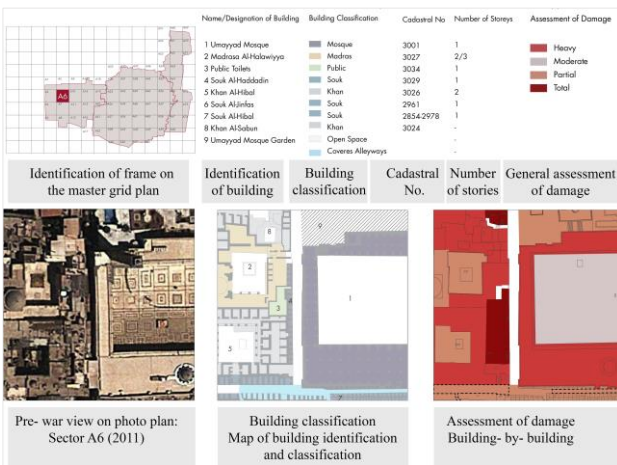 Name/Designation of Building Building Classification Cadastral No Number of Storeys Assessment of Damage
1 Umayyad Mosque Mosque 3001 1
2 Madrasa Al-Halawiyya Madras 3027 2/3
3 Public Toilets Public 3034 1
4 Souk Al-Haddadin Souk 3029 1
5 Khan Al-Hibal Khan 3026 2
6 Souk Al-Jinfas Souk 2961 1
7 Souk Al-Hibal Souk 2854-2978 1
8 Khan Al-Sabun Khan 3024 -
9 Umayyad Mosque Garden Open Space -
Coveres Alleyways -
Heavy
Moderate
Partial
Total
A6
Identification of frame on
the master grid plan
Identification
of building
Building
classification
Cadastral
No.
Number
of stories
General assessment
of damage
9
8
2
1
3
5
7
Pre- war view on photo plan:
Sector A6 (2011)
Building classification
Map of building identification
and classification
Assessment of damage
Building- by- building